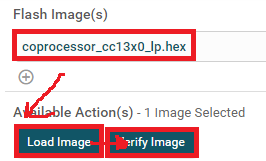 Flash Image(s)
coprocessor_cc13x0_lp.hex
Available Action(s) - 1 Image Selected
Load Image Verify Image